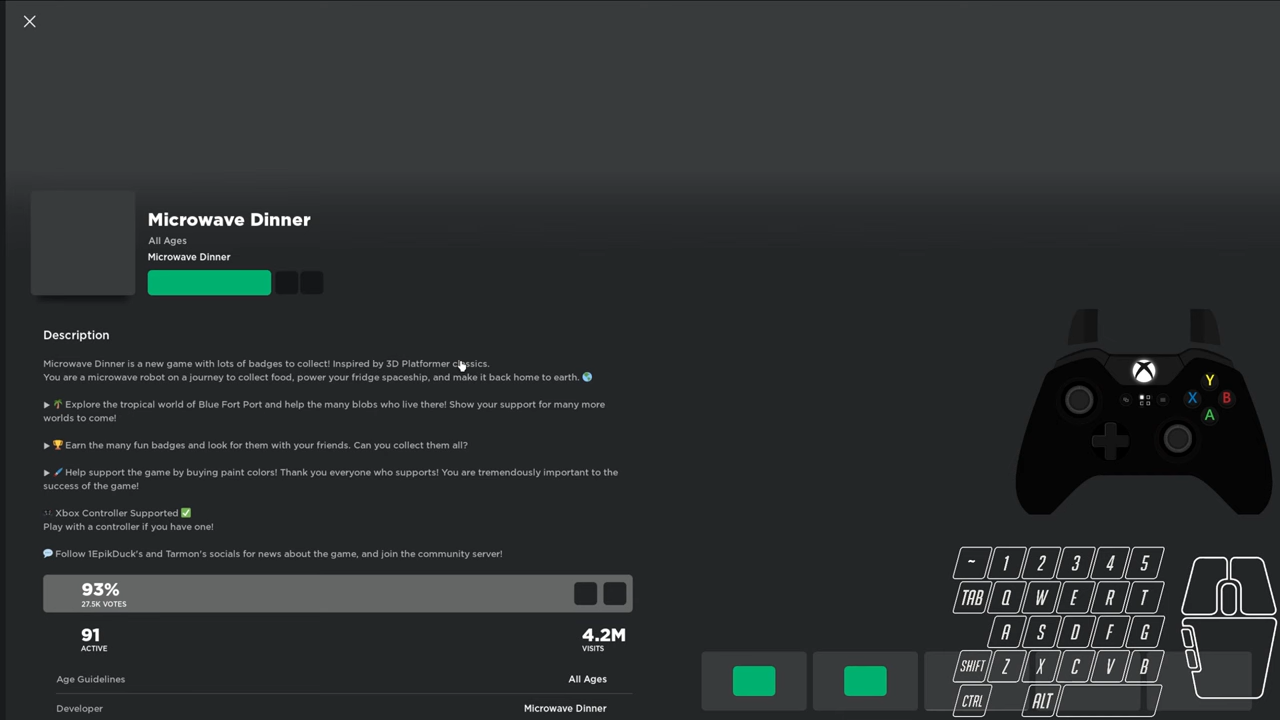 Microwave Dinner
All Ages
Microwave Dinner
Description
Microwave Dinner is a new game with lots of badges to collect! Inspired by 3D Platformer classics.
You are a microwave robot on a journey to collect food, power your fridge spaceship, and make it back home to earth. 🌎
▶ 🌴 Explore the tropical world of Blue Fort Port and help the many blobs who live there! Show your support for many more
worlds to come!
▶ 🏆 Earn the many fun badges and look for them with your friends. Can you collect them all?
▶ 🖌️ Help support the game by buying paint colors! Thank you everyone who supports! You are tremendously important to the
success of the game!
🎮 Xbox Controller Supported ✅
Play with a controller if you have one!
💬 Follow 1EpikDuck's and Tarmon's socials for news about the game, and join the community server!
93%
27.5K VOTES
91
ACTIVE
4.2M
VISITS
Age Guidelines
All Ages
Developer
Microwave Dinner
Y
X B
A
~ 1 2 3 4 5
TAB Q W E R T
A S D F G
SHIFT Z X C V B
CTRL ALT